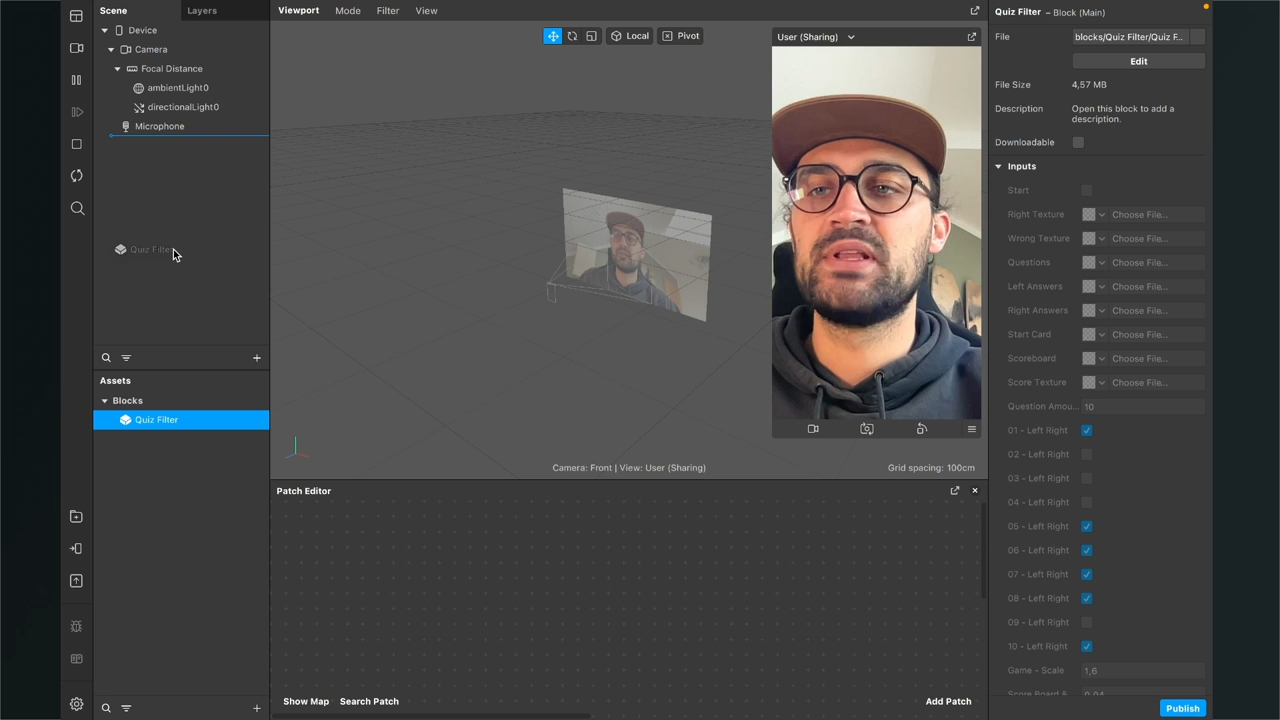 Scene
Layers
Device
Camera
Focal Distance
ambientLight0
directionalLight0
Microphone
Quiz Filter
Assets
Blocks
Quiz Filter
Viewport
Mode
Filter
View
Local
Pivot
User (Sharing)
Camera: Front | View: User (Sharing)
Grid spacing: 100cm
Patch Editor
Show Map
Search Patch
Add Patch
Quiz Filter – Block (Main)
File
blocks/Quiz Filter/Quiz F...
Edit
File Size
4,57 MB
Description
Open this block to add a
description.
Downloadable
Inputs
Start
Right Texture
Choose File...
Wrong Texture
Choose File...
Questions
Choose File...
Left Answers
Choose File...
Right Answers
Choose File...
Start Card
Choose File...
Scoreboard
Choose File...
Score Texture
Choose File...
Question Amou...
10
01 - Left Right
02 - Left Right
03 - Left Right
04 - Left Right
05 - Left Right
06 - Left Right
07 - Left Right
08 - Left Right
09 - Left Right
10 - Left Right
Game - Scale
1,6
Score Board &
0,04
Publish